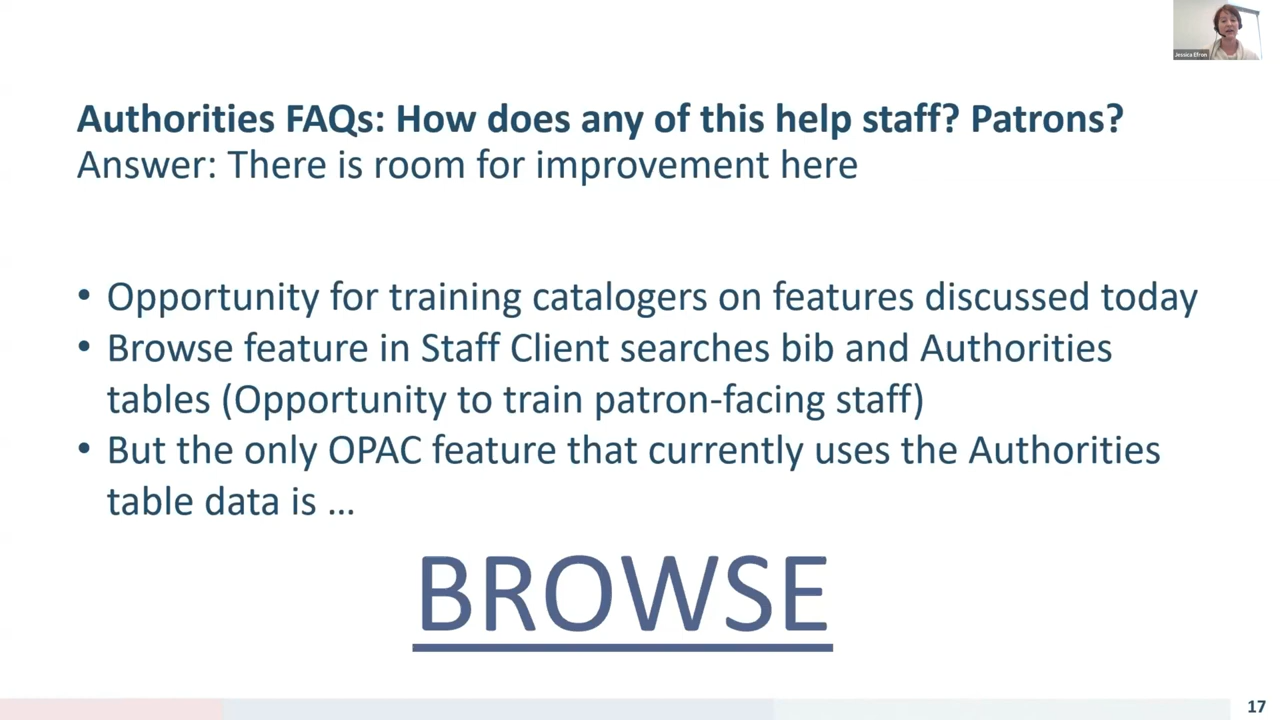 Jessica Efron
Authorities FAQs: How does any of this help staff? Patrons?
Answer: There is room for improvement here
• Opportunity for training catalogers on features discussed today
• Browse feature in Staff Client searches bib and Authorities
tables (Opportunity to train patron-facing staff)
• But the only OPAC feature that currently uses the Authorities
table data is …
BROWSE
17